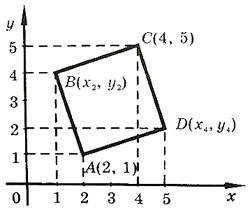 y
C(4, 5)
5
4
B(x₂, y₂)
3
2
D(x₄, y₄)
1
A(2, 1)
0 1 2 3 4 5 x